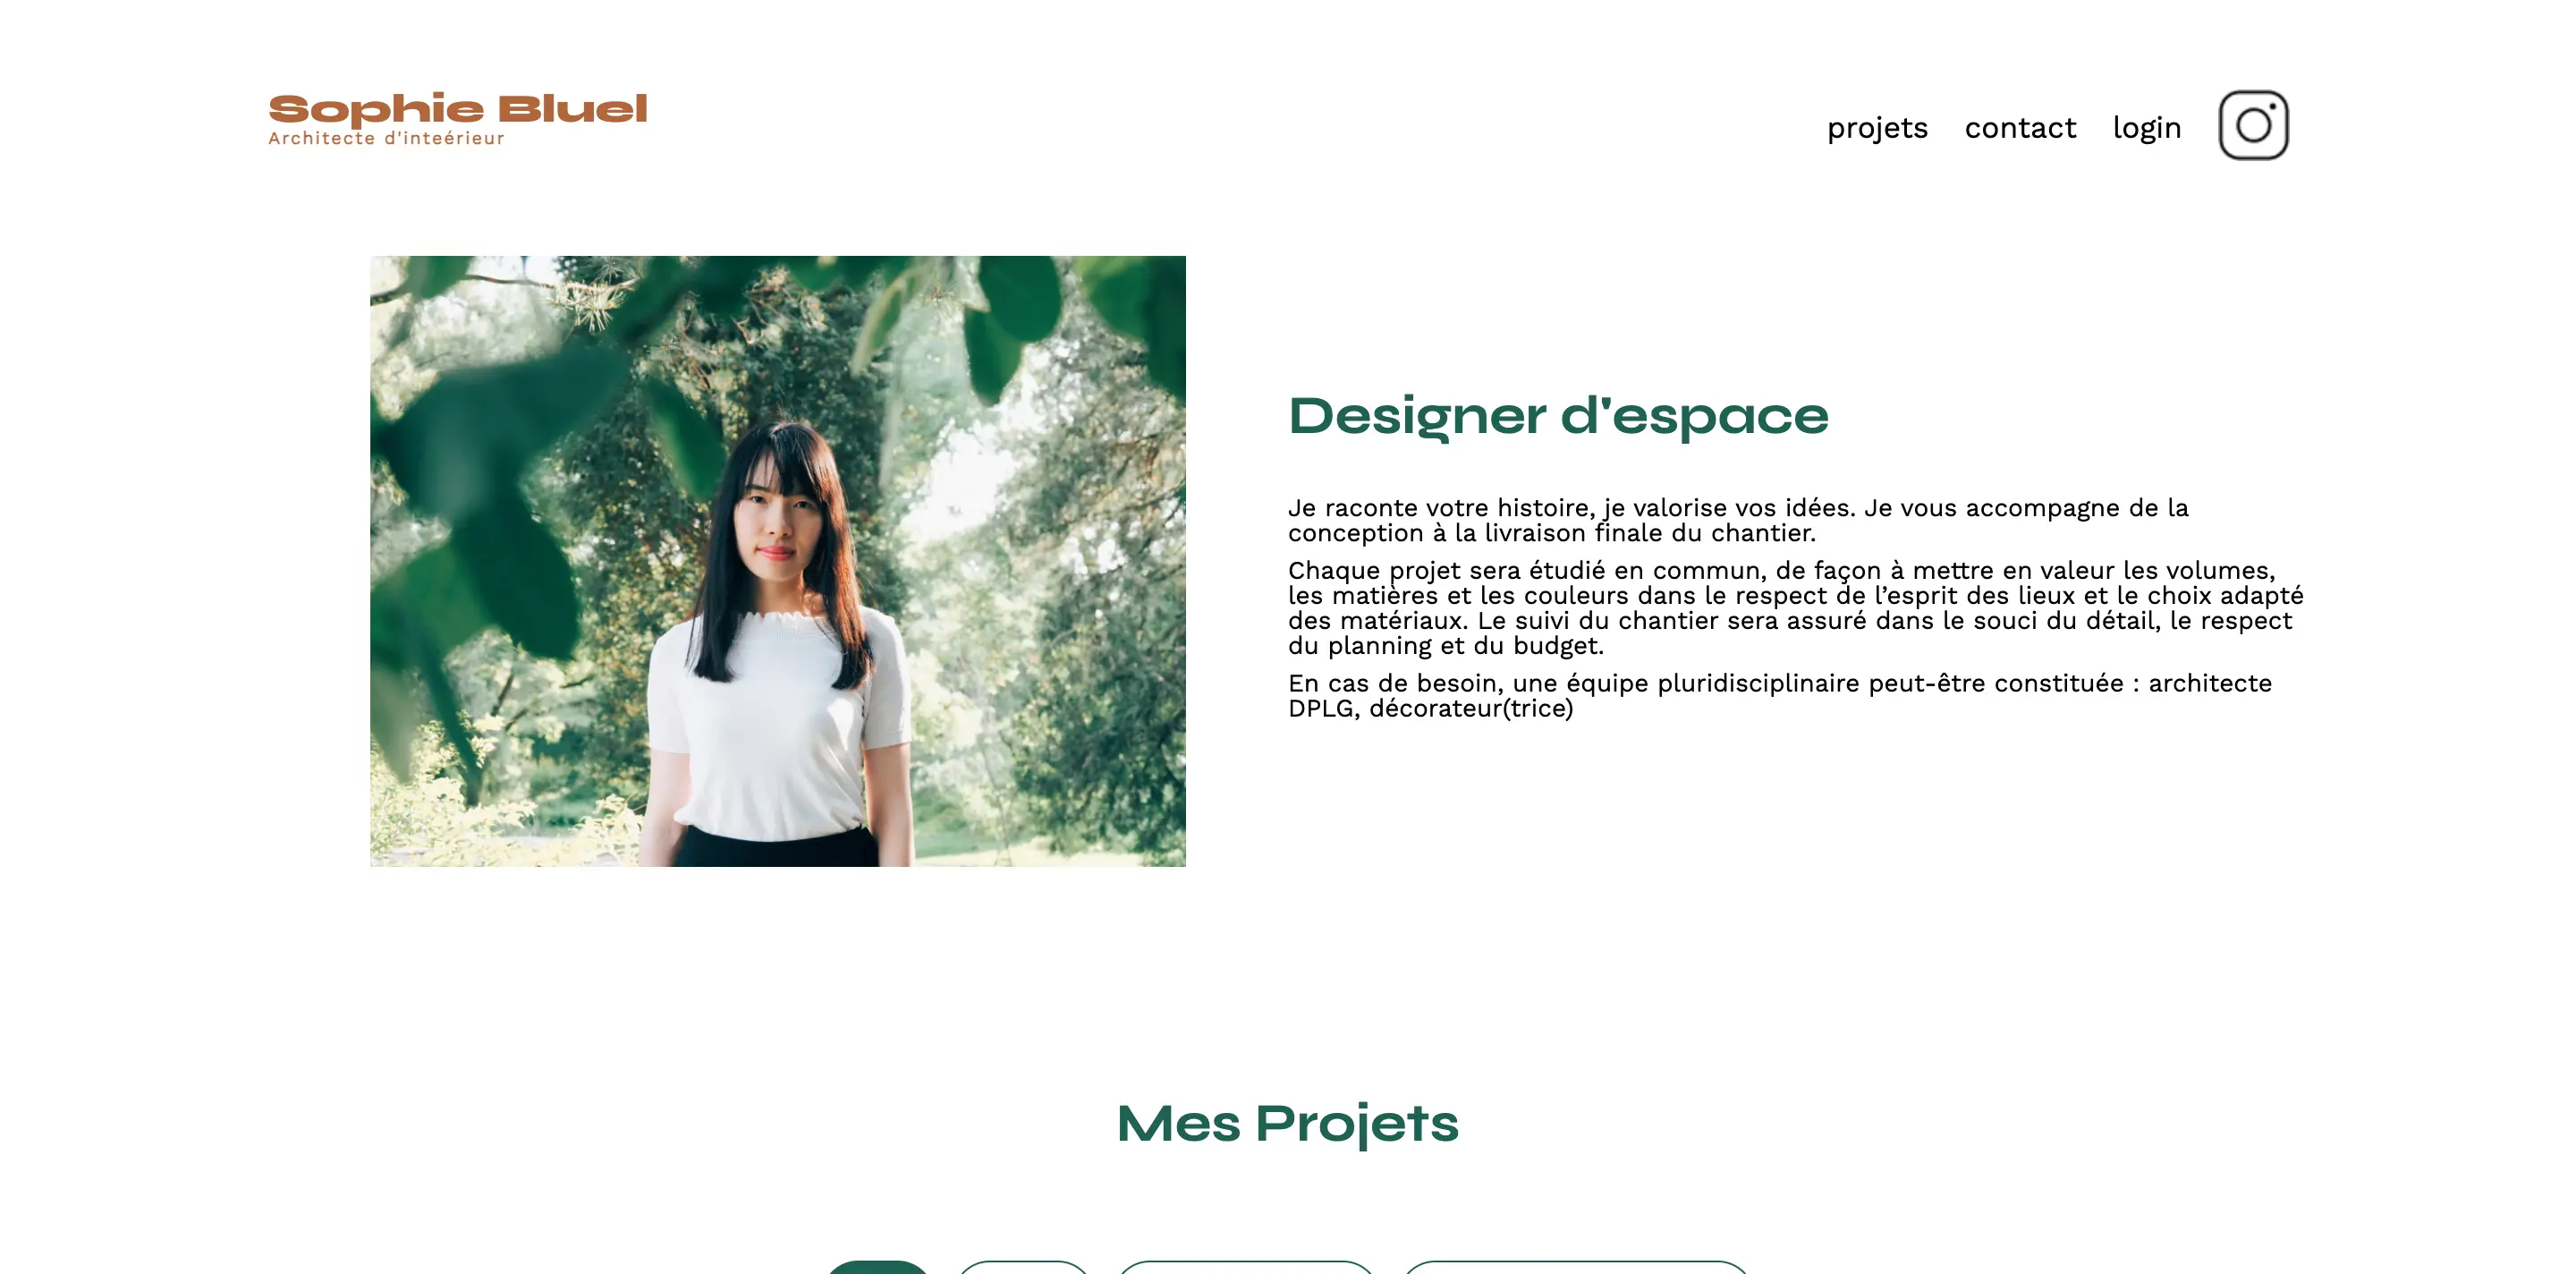 Sophie Bluel
Architecte d'inteérieur
projets contact login
Designer d'espace
Je raconte votre histoire, je valorise vos idées. Je vous accompagne de la
conception à la livraison finale du chantier.
Chaque projet sera étudié en commun, de façon à mettre en valeur les volumes,
les matières et les couleurs dans le respect de l’esprit des lieux et le choix adapté
des matériaux. Le suivi du chantier sera assuré dans le souci du détail, le respect
du planning et du budget.
En cas de besoin, une équipe pluridisciplinaire peut-être constituée : architecte
DPLG, décorateur(trice)
Mes Projets